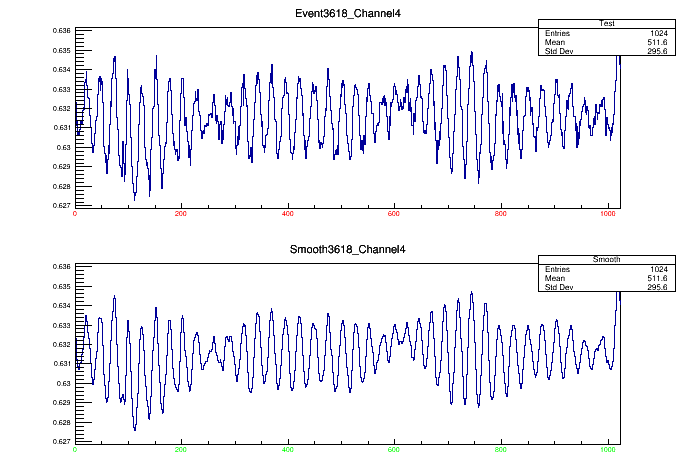 Event3618_Channel4
Test
Entries 1024
Mean 511.6
Std Dev 295.6
0.636
0.635
0.634
0.633
0.632
0.631
0.63
0.629
0.628
0.627
0 200 400 600 800 1000
Smooth3618_Channel4
Smooth
Entries 1024
Mean 511.6
Std Dev 295.6
0.636
0.635
0.634
0.633
0.632
0.631
0.63
0.629
0.628
0.627
0 200 400 600 800 1000